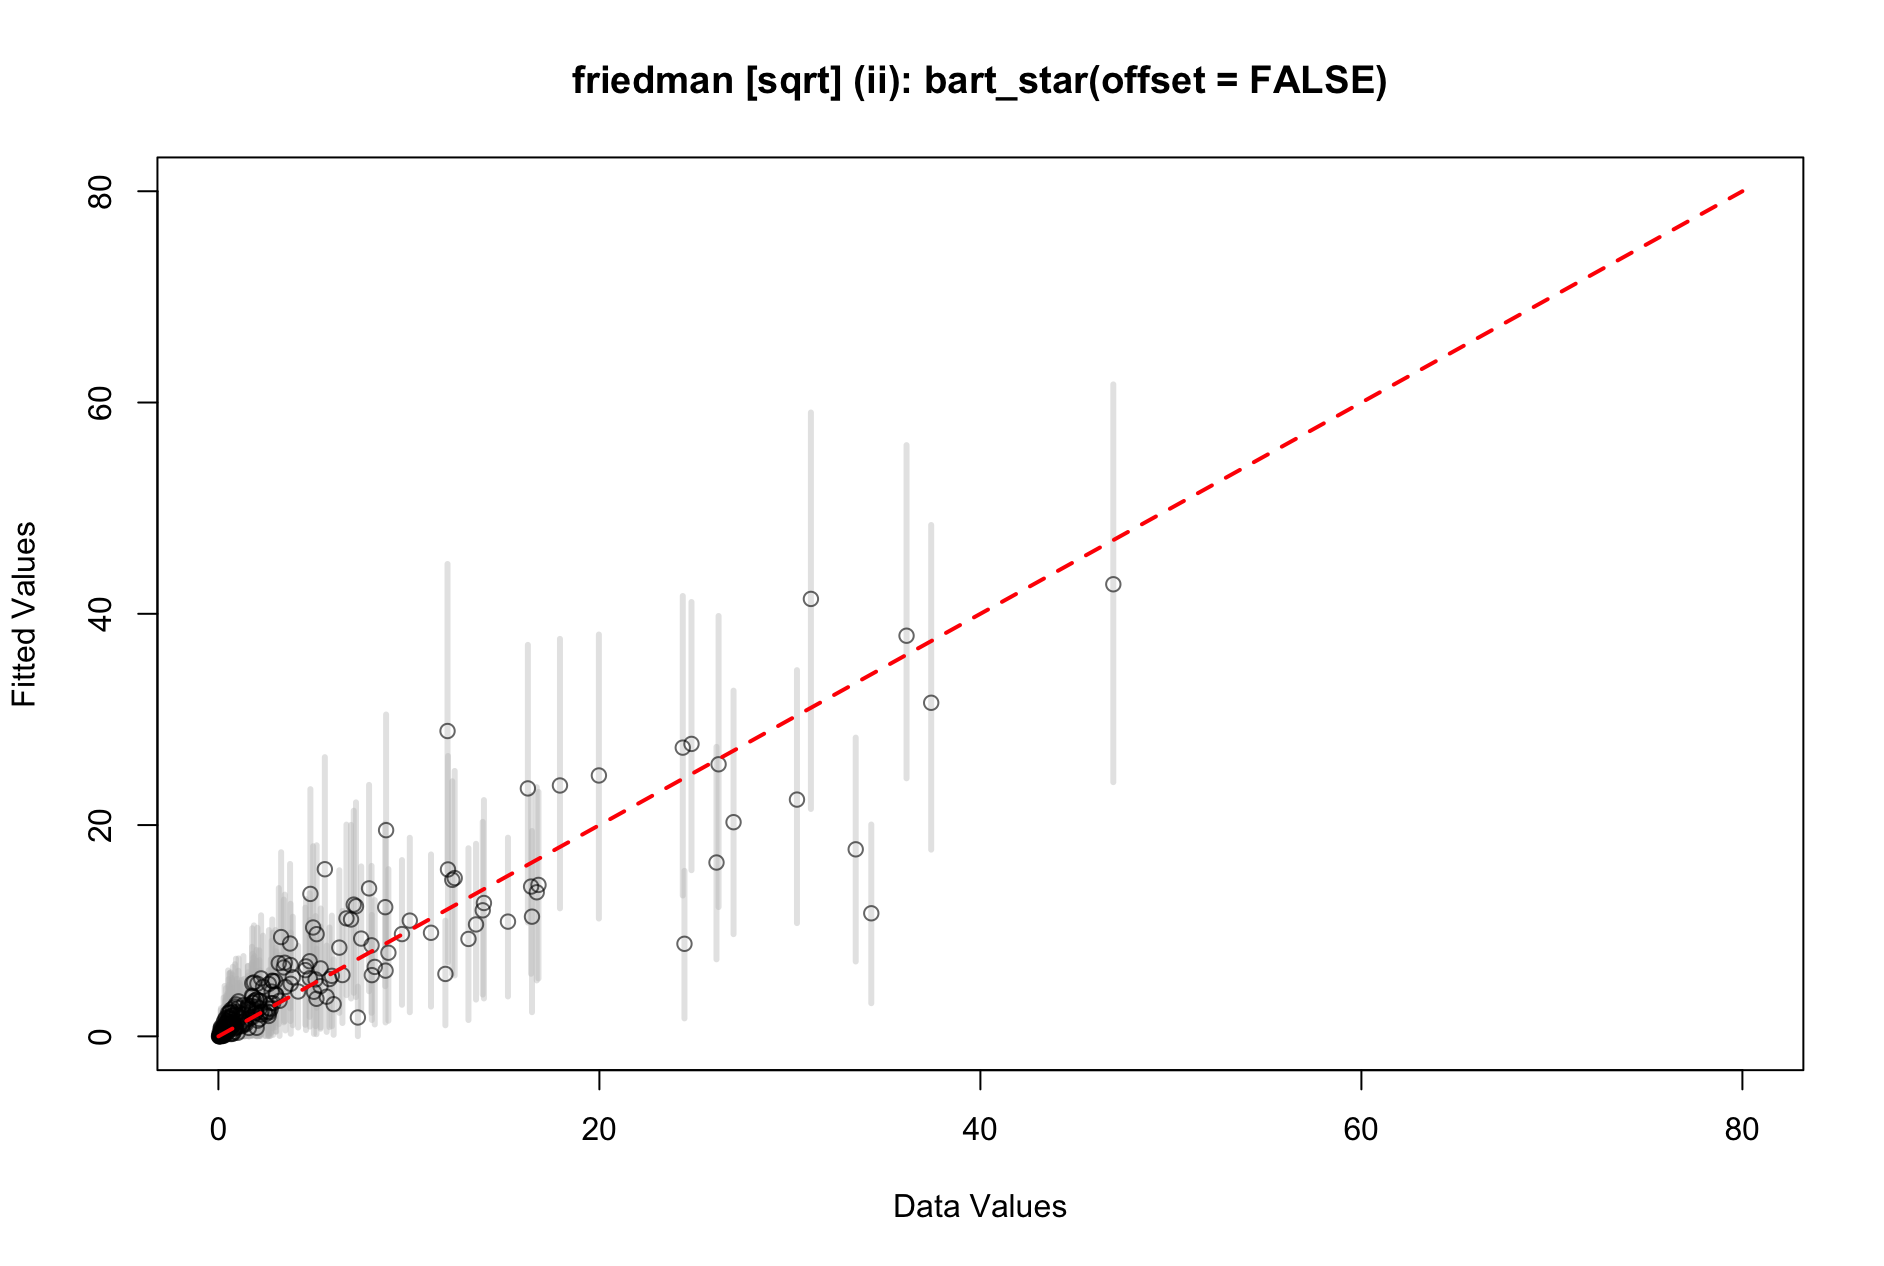 friedman [sqrt] (ii): bart_star(offset = FALSE)
Fitted Values
80
60
40
20
0
0 20 40 60 80
Data Values